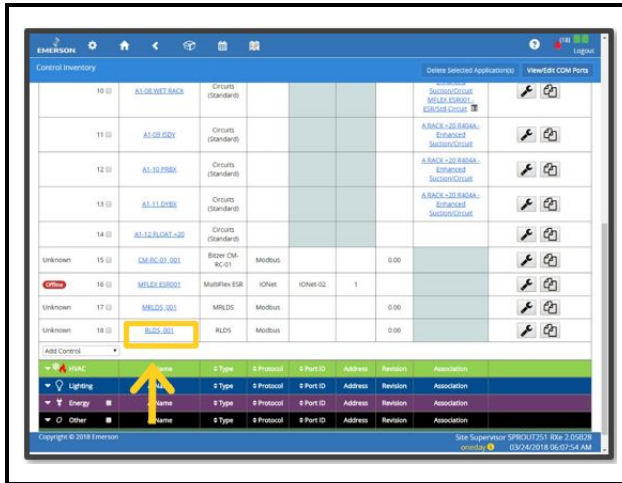 EMERSON
(18)
Logout
Control Inventory
Delete Selected Application(s) View/Edit COM Ports
10 A1-08 WET RACK Circuits (Standard) Enhanced Suction/Circuit MFLEX ESR001 - ESR/Std Circuit
11 A1-09 ISDY Circuits (Standard) A RACK +20 R404A - Enhanced Suction/Circuit
12 A1-10 PRBX Circuits (Standard) A RACK +20 R404A - Enhanced Suction/Circuit
13 A1-11 DYBX Circuits (Standard) A RACK +20 R404A - Enhanced Suction/Circuit
14 A1-12 FLOAT +20 Circuits (Standard)
Unknown 15 CM-RC-01_001 Bitzer CM-RC-01 Modbus 0.00
Offline 16 MFLEX ESR001 MultiFlex ESR IONet IONet-02 1
Unknown 17 MRLDS_001 MRLDS Modbus 0.00
Unknown 18 RLDS_001 RLDS Modbus 0.00
Add Control
HVAC Name Type Protocol Port ID Address Revision Association
Lighting Name Type Protocol Port ID Address Revision Association
Energy Name Type Protocol Port ID Address Revision Association
Other Name Type Protocol Port ID Address Revision Association
Copyright © 2018 Emerson
Site Supervisor SPROUT251 RXe 2.05B28
oneday 03/24/2018 06:07:54 AM